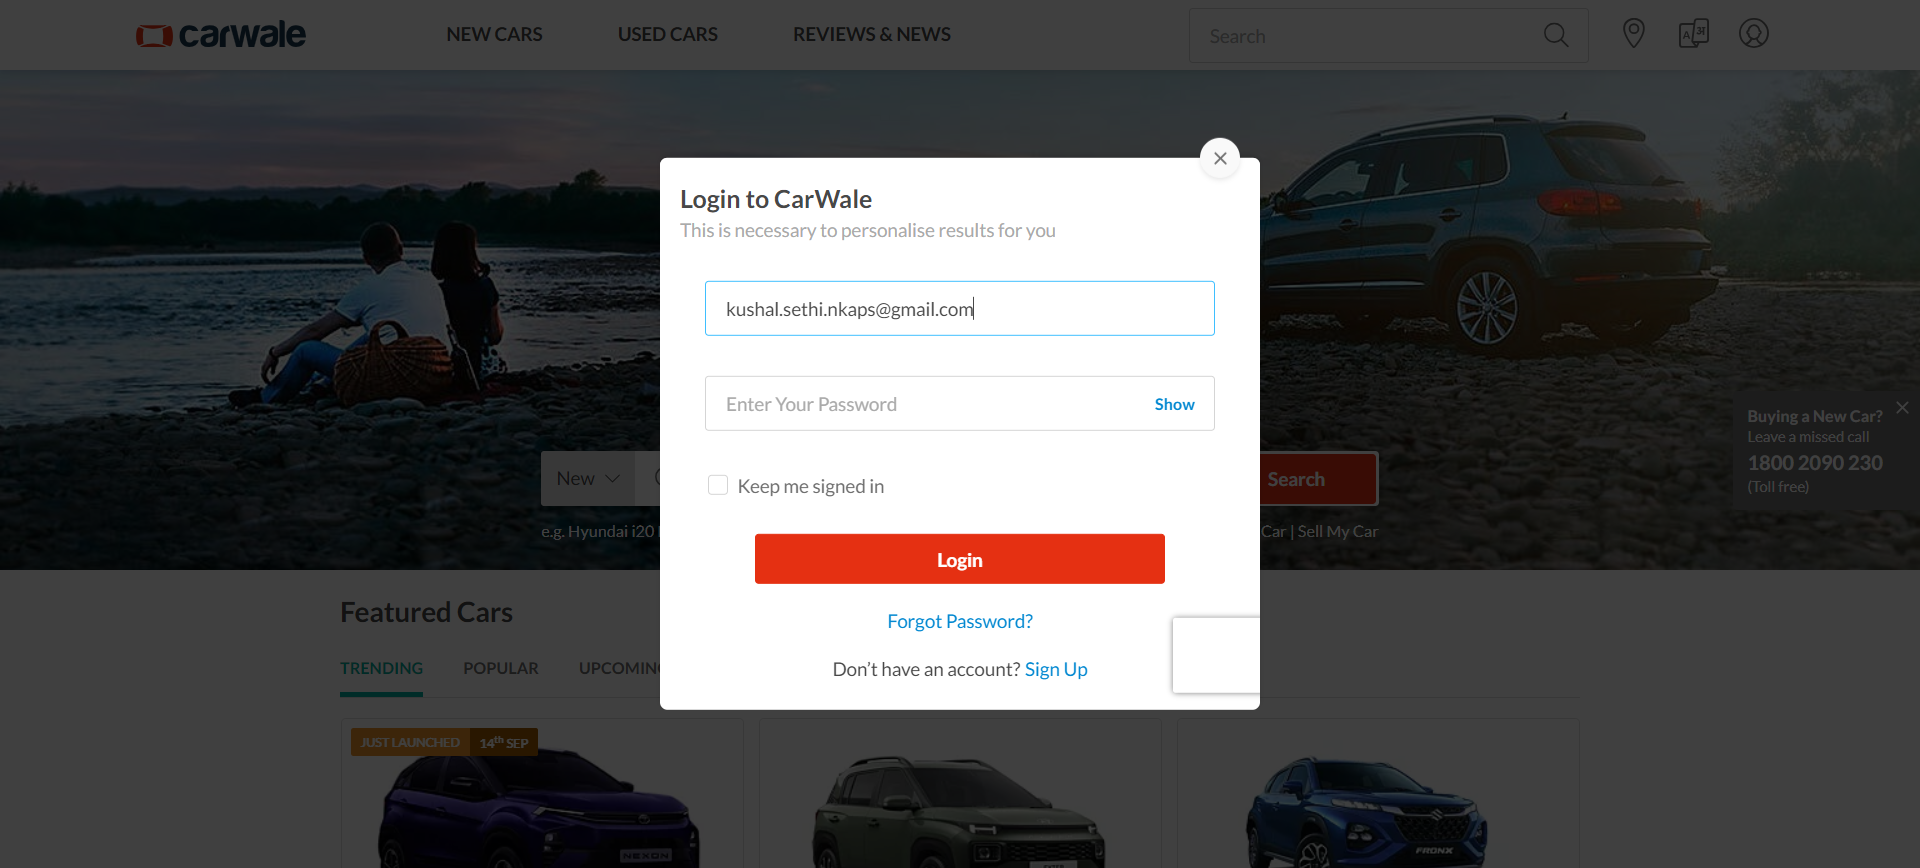 carwale
NEW CARS
USED CARS
REVIEWS & NEWS
Search
Login to CarWale
This is necessary to personalise results for you
kushal.sethi.nkaps@gmail.com
Enter Your Password
Show
Keep me signed in
Login
Forgot Password?
Don't have an account? Sign Up
New
Search
e.g. Hyundai i20
Car | Sell My Car
Buying a New Car?
Leave a missed call
1800 2090 230
(Toll free)
Featured Cars
TRENDING
POPULAR
UPCOMING
JUST LAUNCHED
14th SEP
NEXON
EXTER
FRONX